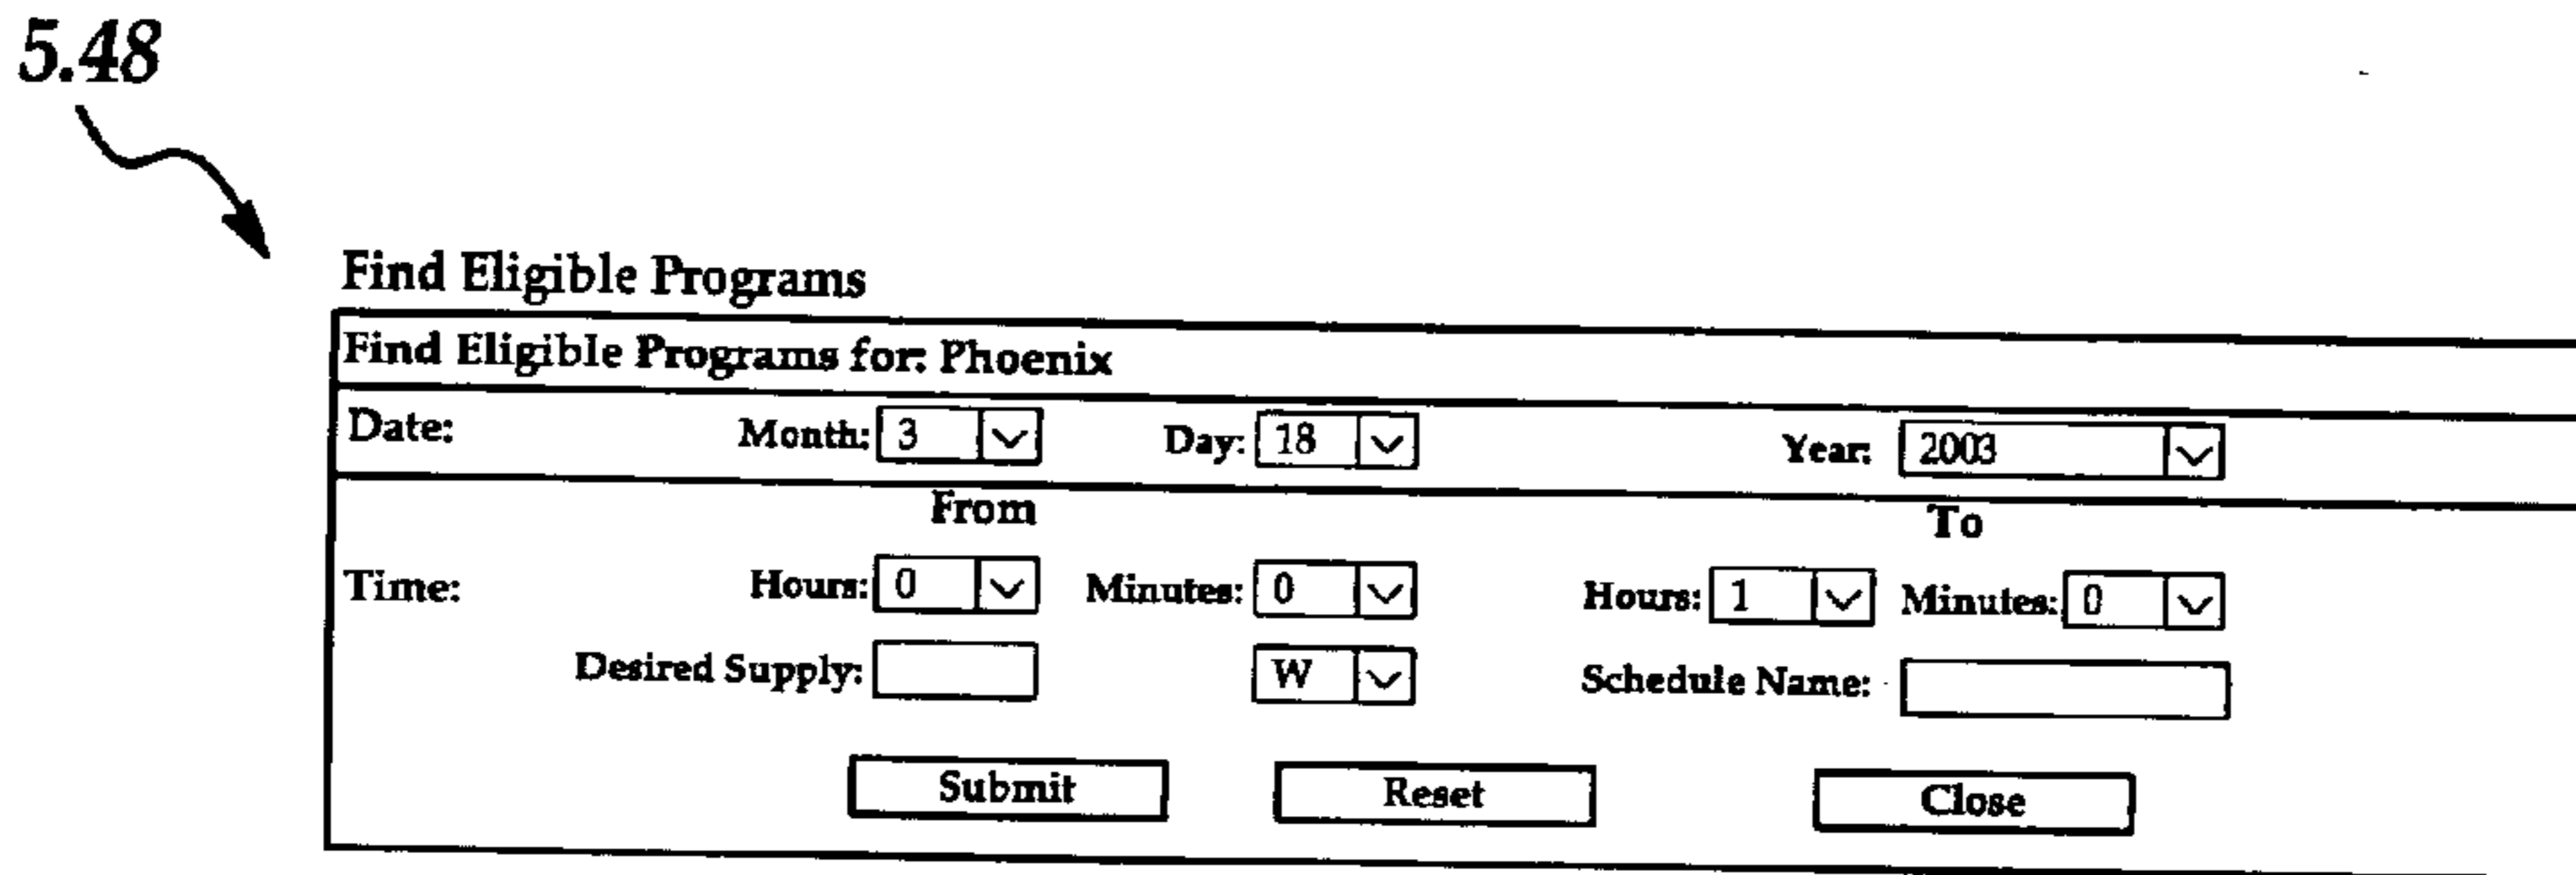 5.48
Find Eligible Programs
Find Eligible Programs for: Phoenix
Date: Month: 3 Day: 18 Year: 2003
From To
Time: Hours: 0 Minutes: 0 Hours: 1 Minutes: 0
Desired Supply: W Schedule Name:
Submit Reset Close